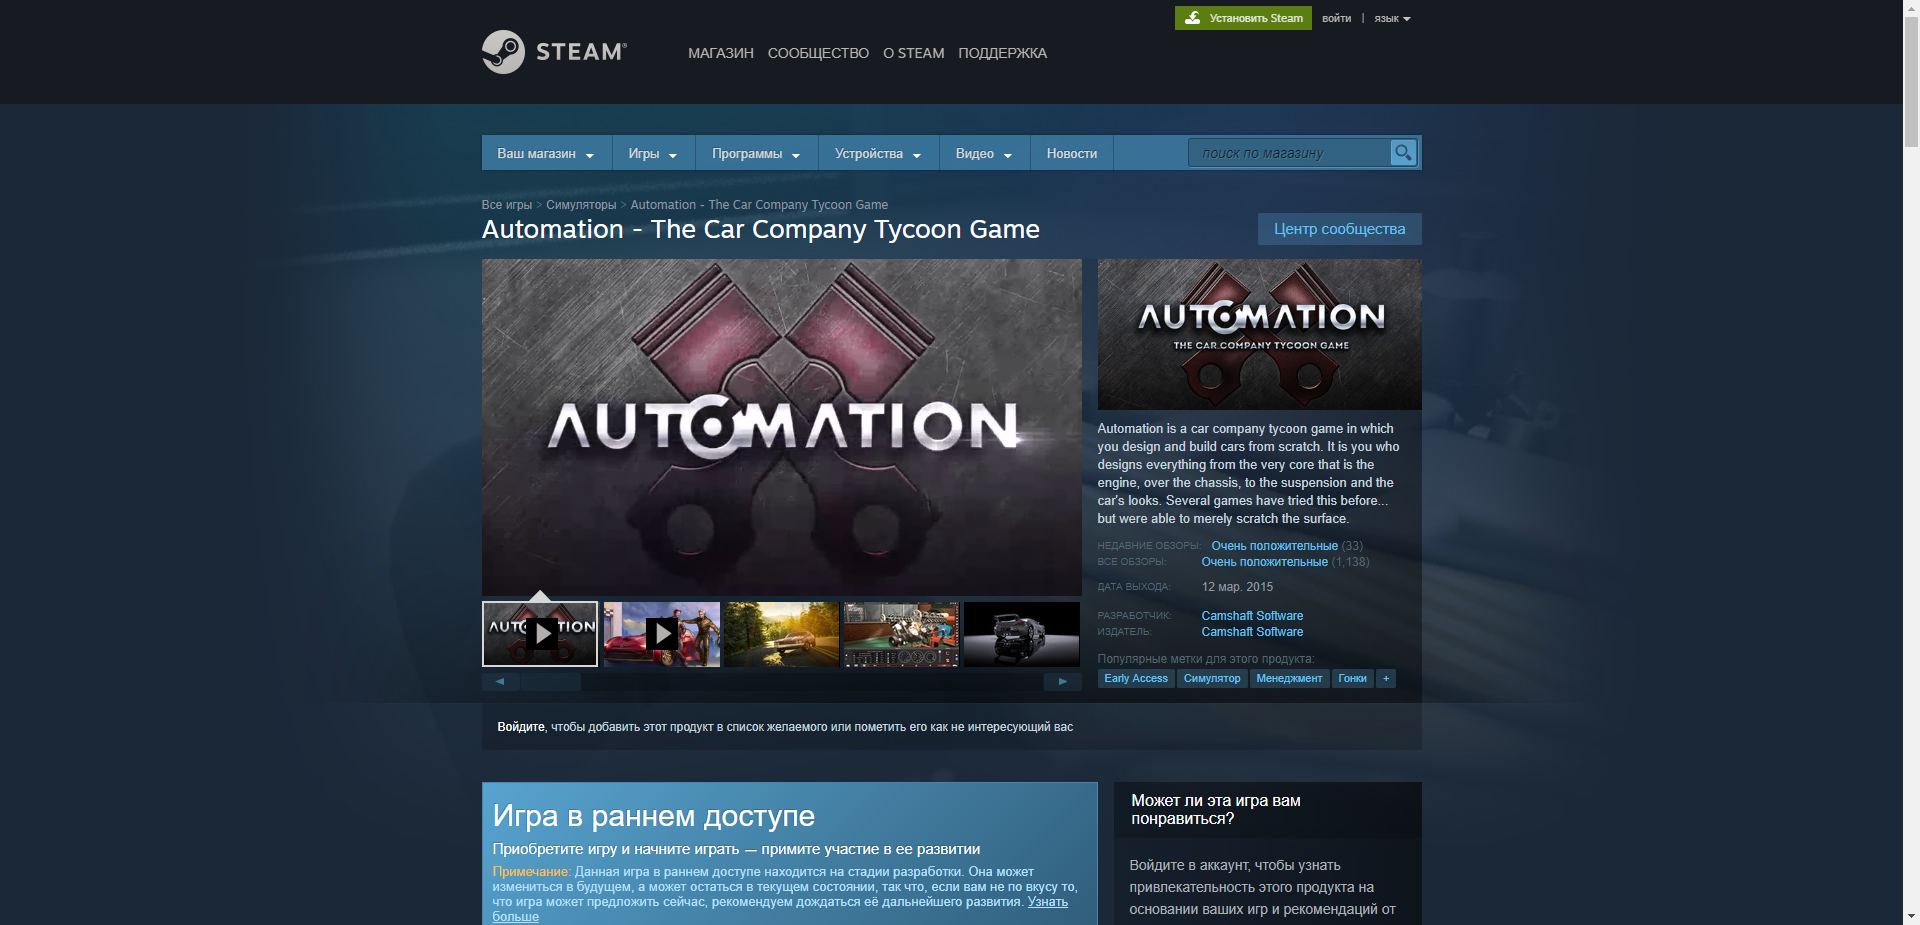 Установить Steam
войти | язык
STEAM®
МАГАЗИН СООБЩЕСТВО О STEAM ПОДДЕРЖКА
Ваш магазин Игры Программы Устройства Видео Новости
поиск по магазину
Все игры > Симуляторы > Automation - The Car Company Tycoon Game
Automation - The Car Company Tycoon Game
Центр сообщества
AUTOMATION
AUTOMATION
THE CAR COMPANY TYCOON GAME
Automation is a car company tycoon game in which
you design and build cars from scratch. It is you who
designs everything from the very core that is the
engine, over the chassis, to the suspension and the
car's looks. Several games have tried this before...
but were able to merely scratch the surface.
НЕДАВНИЕ ОБЗОРЫ: Очень положительные (33)
ВСЕ ОБЗОРЫ: Очень положительные (1,138)
ДАТА ВЫХОДА: 12 мар. 2015
РАЗРАБОТЧИК: Camshaft Software
ИЗДАТЕЛЬ: Camshaft Software
Популярные метки для этого продукта:
Early Access Симулятор Менеджмент Гонки +
AUTOMATION
Войдите, чтобы добавить этот продукт в список желаемого или пометить его как не интересующий вас
Игра в раннем доступе
Приобретите игру и начните играть — примите участие в ее развитии
Примечание: Данная игра в раннем доступе находится на стадии разработки. Она может
измениться в будущем, а может остаться в текущем состоянии, так что, если вам не по вкусу то,
что игра может предложить сейчас, рекомендуем дождаться её дальнейшего развития. Узнать
больше
Может ли эта игра вам
понравиться?
Войдите в аккаунт, чтобы узнать
привлекательность этого продукта на
основании ваших игр и рекомендаций от